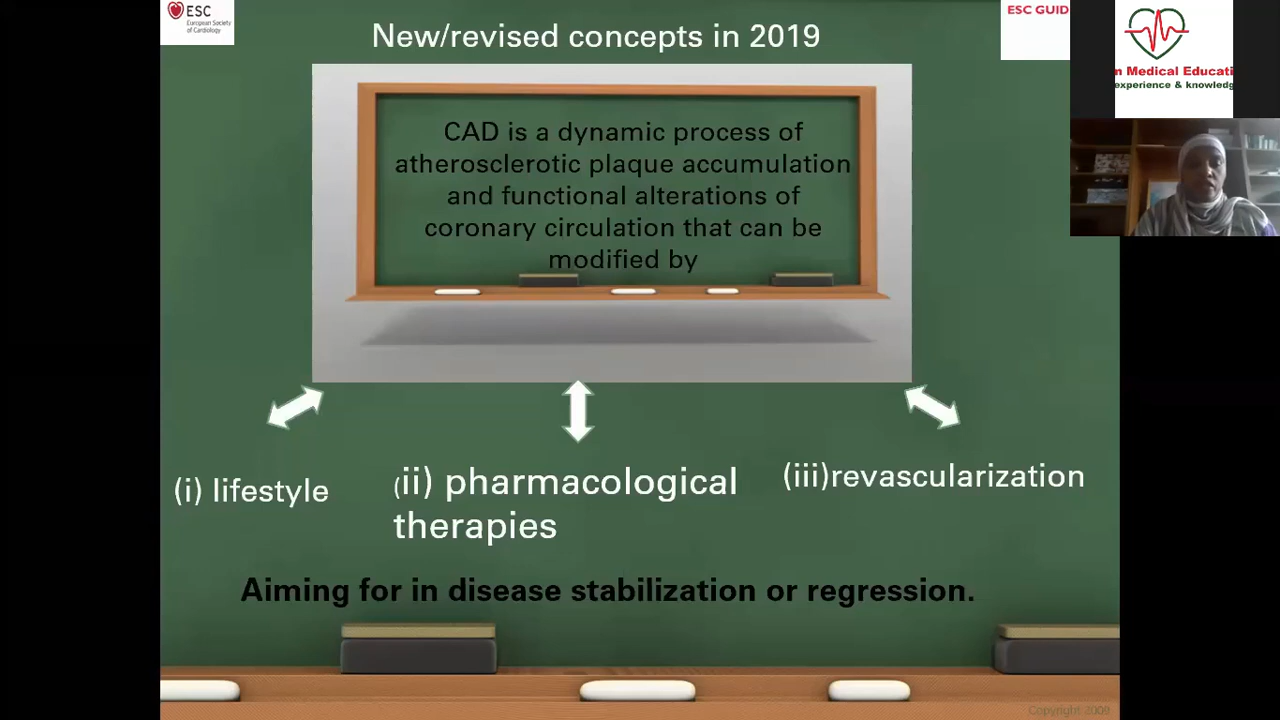 ESC
European Society
of Cardiology
New/revised concepts in 2019
ESC GUID
n Medical Educati
experience & knowledg
CAD is a dynamic process of
atherosclerotic plaque accumulation
and functional alterations of
coronary circulation that can be
modified by
(i) lifestyle
(ii) pharmacological
therapies
(iii)revascularization
Aiming for in disease stabilization or regression.
Copyright 2009